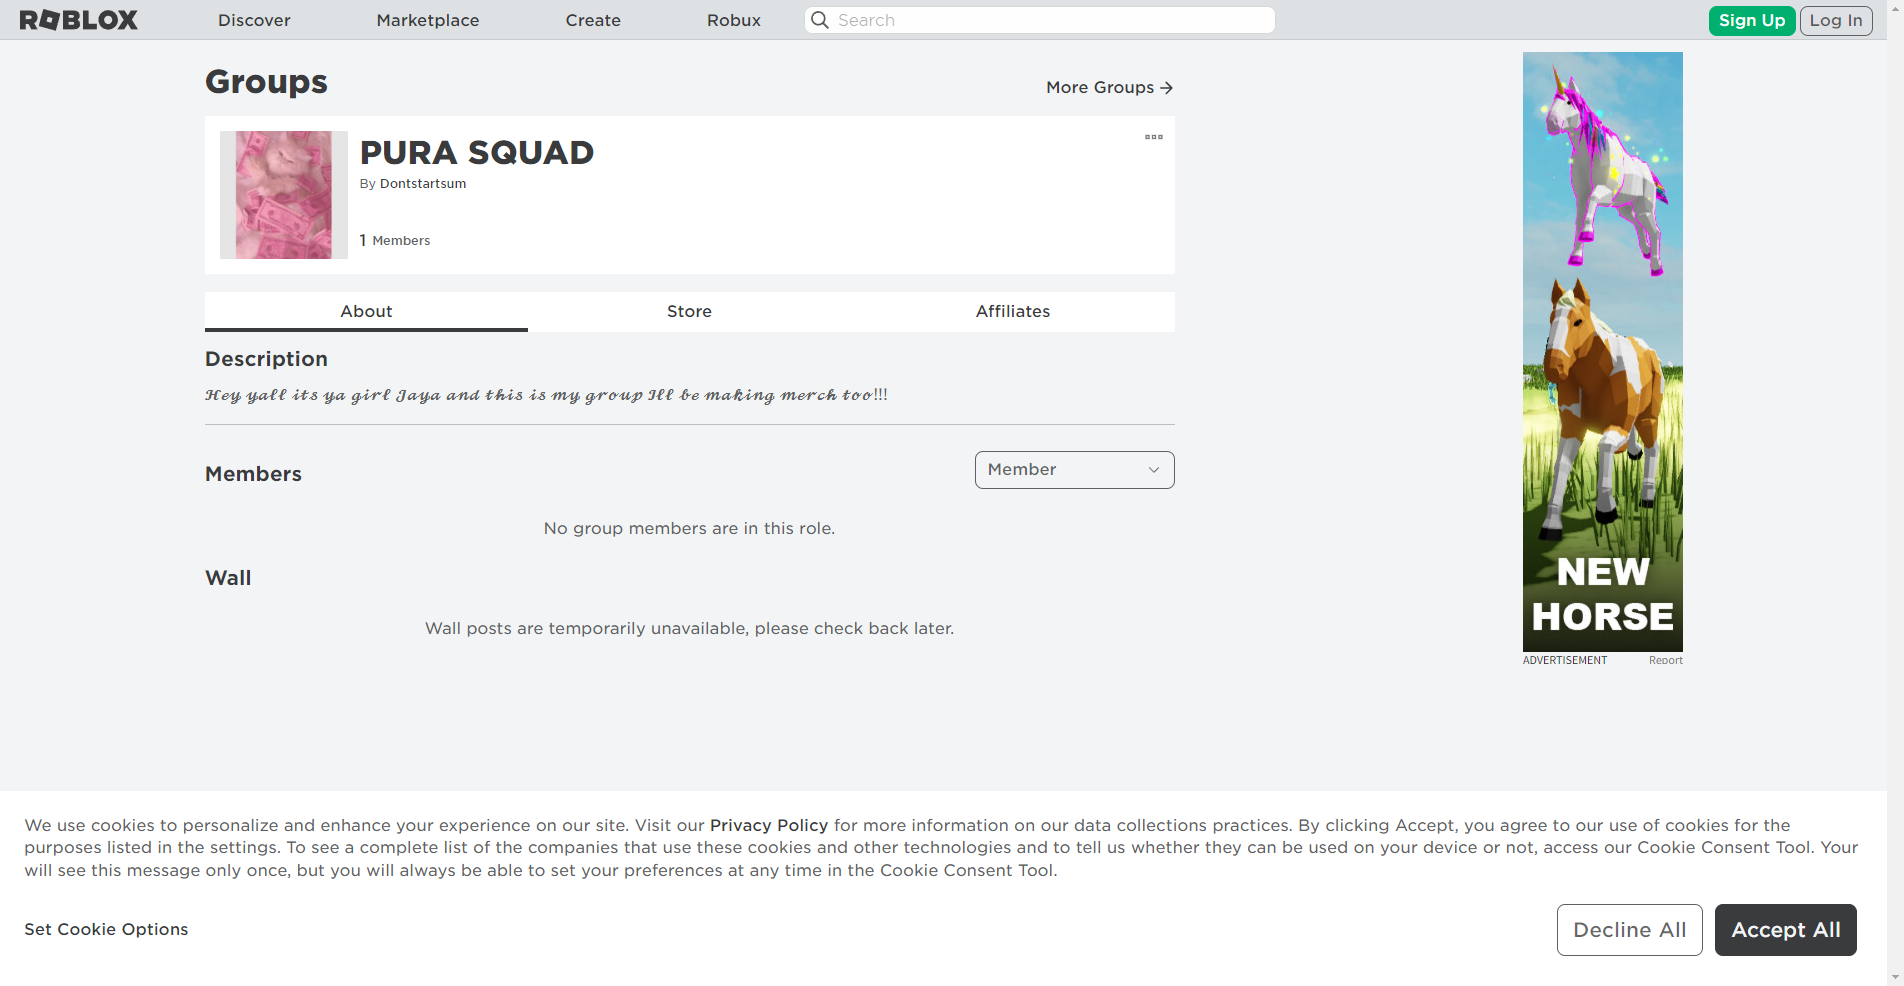 ROBLOX
Discover
Marketplace
Create
Robux
Search
Sign Up
Log In
Groups
More Groups
PURA SQUAD
By Dontstartsum
1 Members
About
Store
Affiliates
Description
𝓗𝓮𝔂 𝔂𝓪𝓵𝓵 𝓲𝓽𝓼 𝔂𝓪 𝓰𝓲𝓻𝓵 𝓙𝓪𝔂𝓪 𝓪𝓷𝓭 𝓽𝓱𝓲𝓼 𝓲𝓼 𝓶𝔂 𝓰𝓻𝓸𝓾𝓹 𝓘𝓵𝓵 𝓫𝓮 𝓶𝓪𝓴𝓲𝓷𝓰 𝓶𝓮𝓻𝓬𝓱 𝓽𝓸𝓸!!!
Members
Member
No group members are in this role.
Wall
Wall posts are temporarily unavailable, please check back later.
NEW
HORSE
ADVERTISEMENT
Report
We use cookies to personalize and enhance your experience on our site. Visit our Privacy Policy for more information on our data collections practices. By clicking Accept, you agree to our use of cookies for the
purposes listed in the settings. To see a complete list of the companies that use these cookies and other technologies and to tell us whether they can be used on your device or not, access our Cookie Consent Tool. Your
will see this message only once, but you will always be able to set your preferences at any time in the Cookie Consent Tool.
Set Cookie Options
Decline All
Accept All